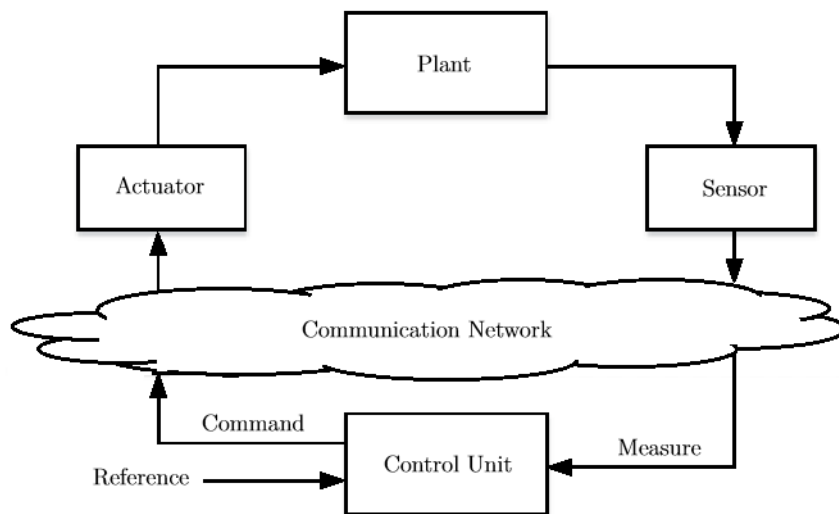 Plant
Actuator
Sensor
Communication Network
Command
Measure
Control Unit
Reference